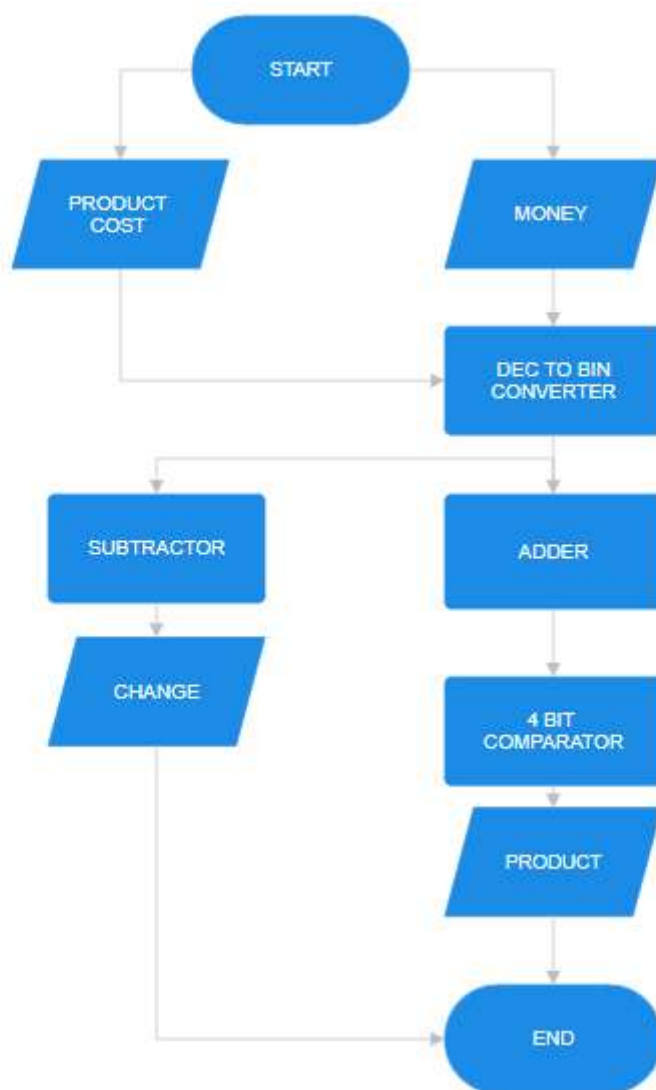 START
PRODUCT
COST
MONEY
DEC TO BIN
CONVERTER
SUBTRACTOR
ADDER
CHANGE
4 BIT
COMPARATOR
PRODUCT
END